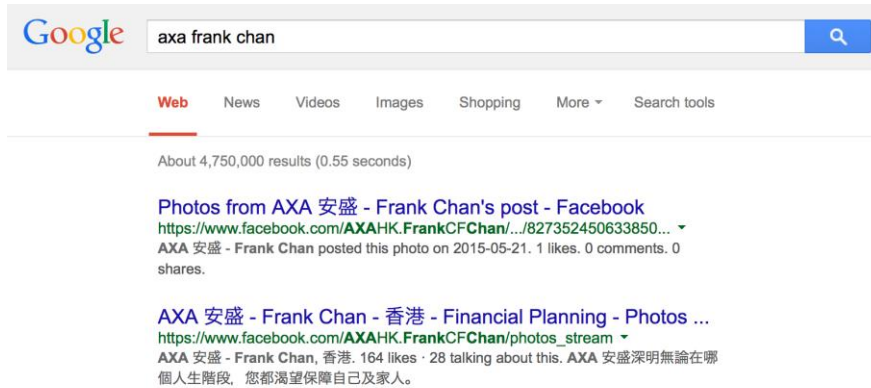 Google axa frank chan
Web News Videos Images Shopping More Search tools
About 4,750,000 results (0.55 seconds)
Photos from AXA 安盛 - Frank Chan's post - Facebook
https://www.facebook.com/AXAHK.FrankCFChan/.../827352450633850...
AXA 安盛 - Frank Chan posted this photo on 2015-05-21. 1 likes. 0 comments. 0
shares.
AXA 安盛 - Frank Chan - 香港 - Financial Planning - Photos ...
https://www.facebook.com/AXAHK.FrankCFChan/photos_stream
AXA 安盛 - Frank Chan, 香港. 164 likes · 28 talking about this. AXA 安盛深明無論在哪
個人生階段，您都渴望保障自己及家人。